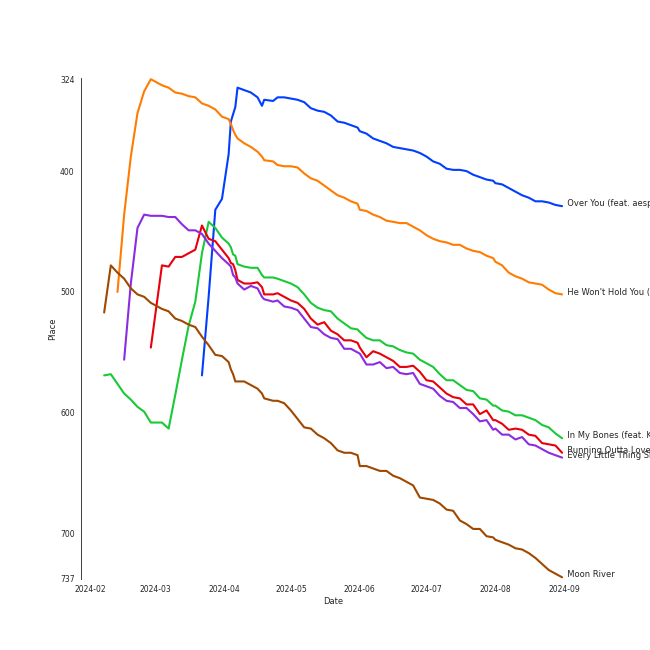 324
400
500
600
700
737
Place
2024-02
2024-03
2024-04
2024-05
2024-06
2024-07
2024-08
2024-09
Date
Over You (feat. aesp
He Won't Hold You (
In My Bones (feat. K
Running Outta Love
Every Little Thing S
Moon River